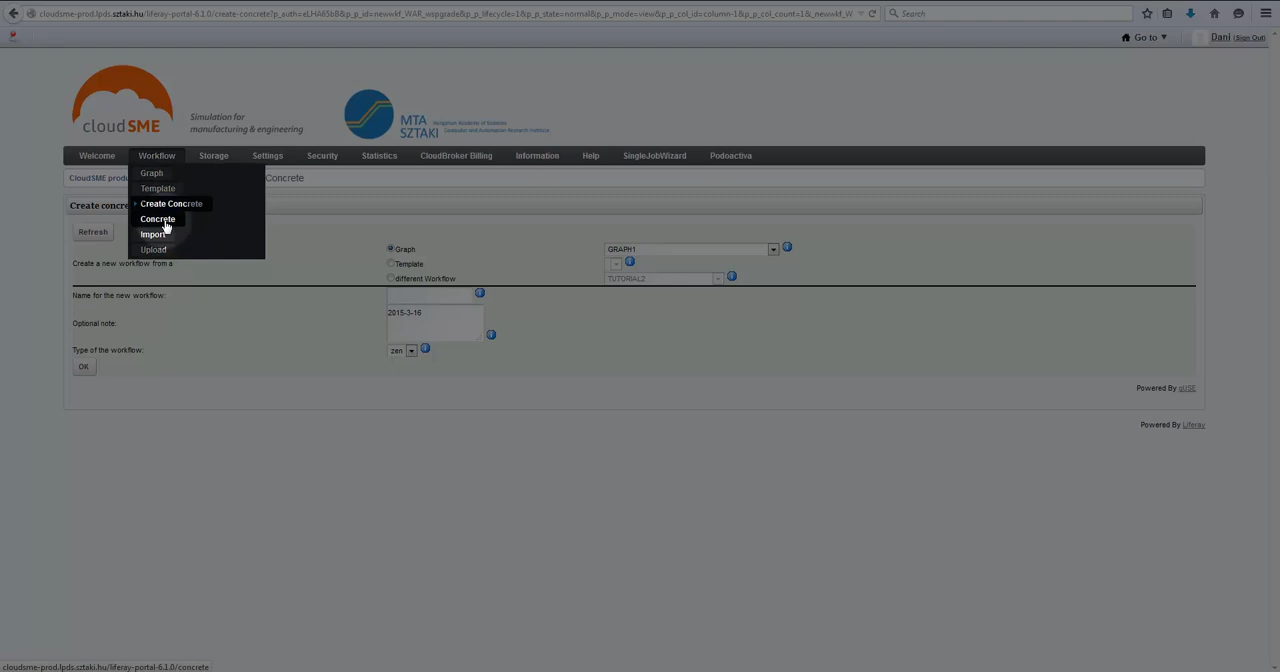 cloudsme-prod.lpds.sztaki.hu/liferay-portal-6.1.0/create-concrete?p_auth=eLHA65bB&p_p_id=newwkf_WAR_wspgrade&p_p_lifecycle=1&p_p_state=normal&p_p_mode=view&p_p_col_id=column-1&p_p_col_count=1&_newwkf_W
Search
Go to
Dani (Sign Out)
cloudSME
Simulation for
manufacturing & engineering
MTA
SZTAKI
Hungarian Academy of Sciences
Computer and Automation Research Institute
Welcome Workflow Storage Settings Security Statistics CloudBroker Billing Information Help SingleJobWizard Podoactiva
Graph
CloudSME produ Concrete
Template
Create Concrete
Create concre
Concrete
Refresh
Import
Upload
Graph GRAPH1
Create a new workflow from a Template
different Workflow TUTORIAL2
Name for the new workflow:
2015-3-16
Optional note:
Type of the workflow: zen
OK
Powered By gUSE
Powered By Liferay
cloudsme-prod.lpds.sztaki.hu/liferay-portal-6.1.0/concrete